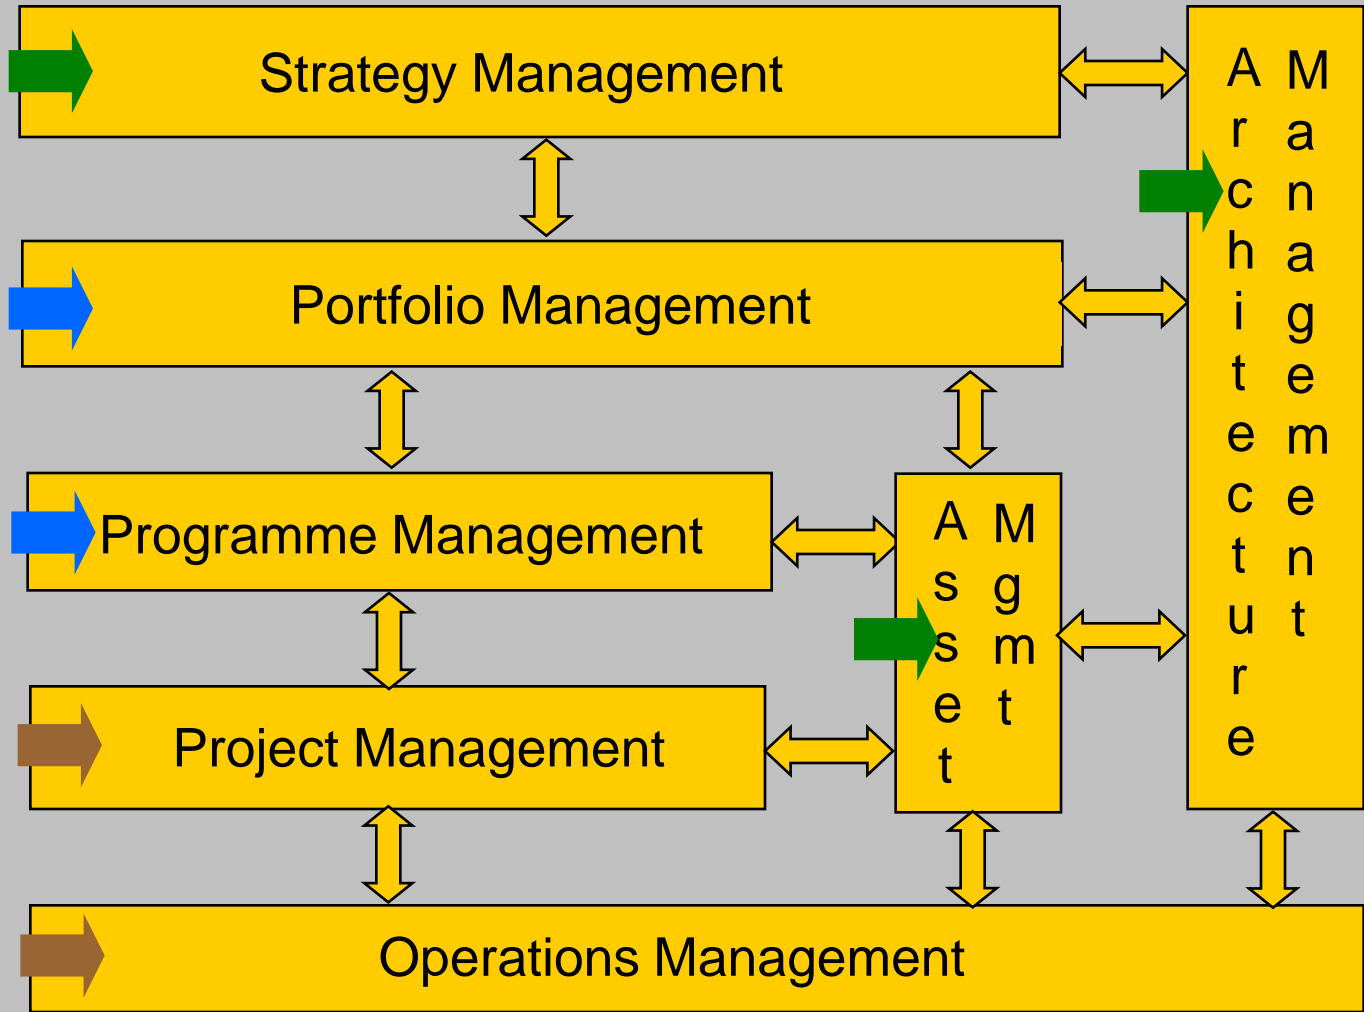 Strategy Management
Architecture
Management
Portfolio Management
Programme Management
Asset
Mgmt
Project Management
Operations Management